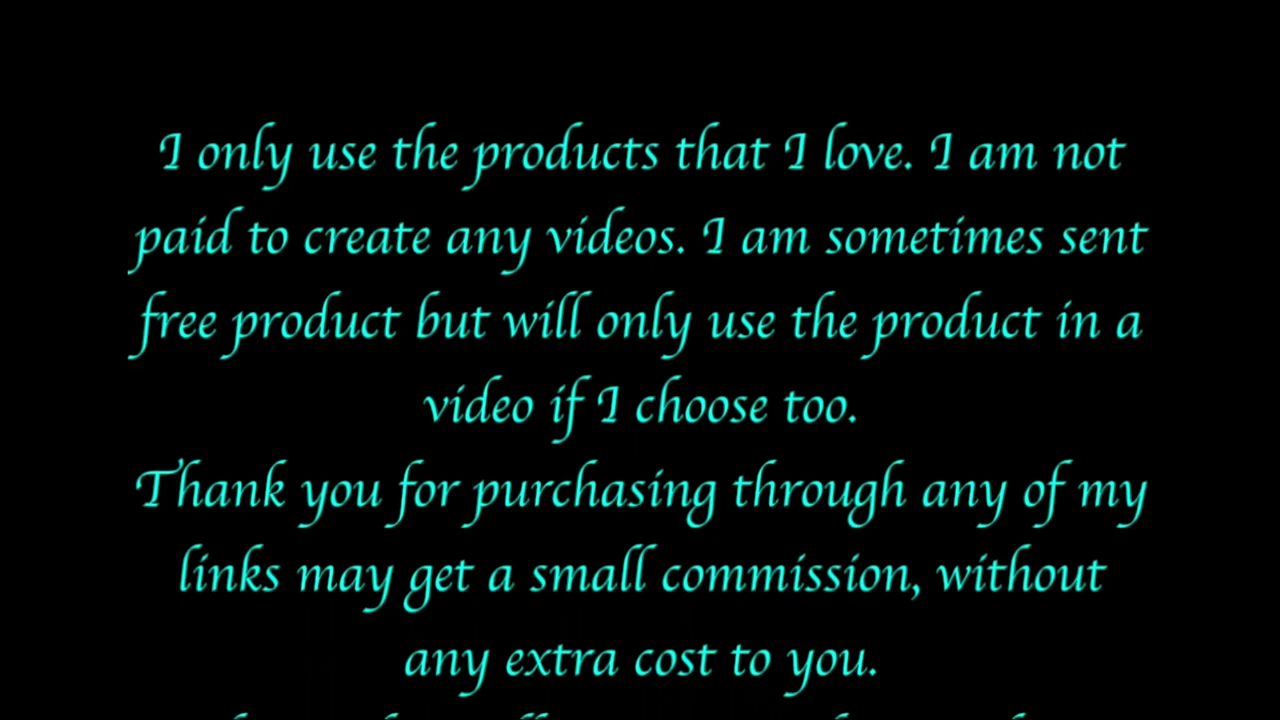 I only use the products that I love. I am not
paid to create any videos. I am sometimes sent
free product but will only use the product in a
video if I choose too.
Thank you for purchasing through any of my
links may get a small commission, without
any extra cost to you.